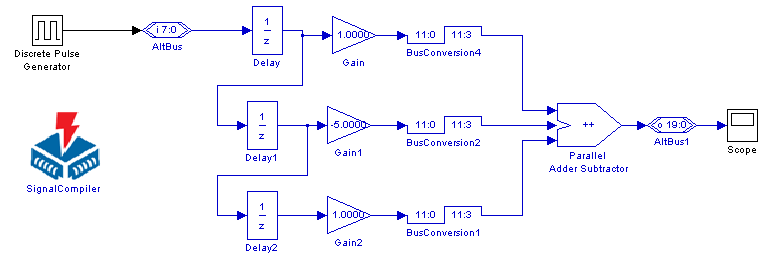 Discrete Pulse
Generator
i 7:0
AltBus
1
z
Delay
1.0000
Gain
11:0 11:3
BusConversion4
1
z
Delay1
-5.0000
Gain1
11:0 11:3
BusConversion2
1
z
Delay2
1.0000
Gain2
11:0 11:3
BusConversion1
++
Parallel
Adder Subtractor
o 19:0
AltBus1
Scope
SignalCompiler